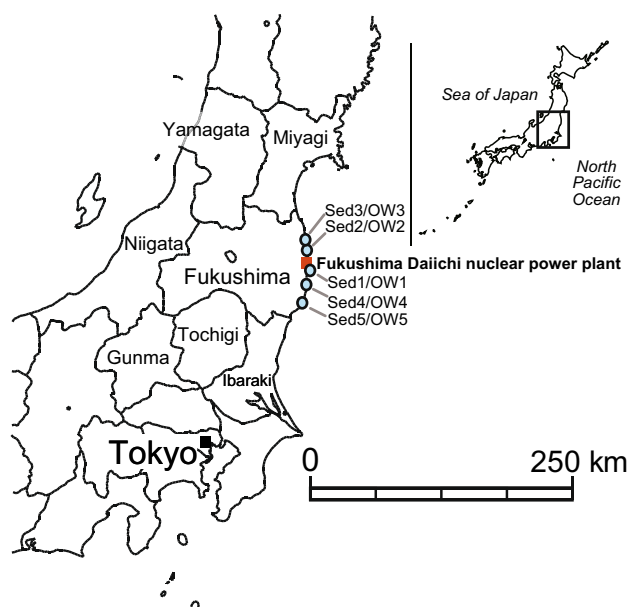 Sea of Japan
North
Pacific
Ocean
Yamagata
Miyagi
Niigata
Fukushima
Sed3/OW3
Sed2/OW2
Fukushima Daiichi nuclear power plant
Sed1/OW1
Sed4/OW4
Sed5/OW5
Tochigi
Gunma
Ibaraki
Tokyo
0
250 km